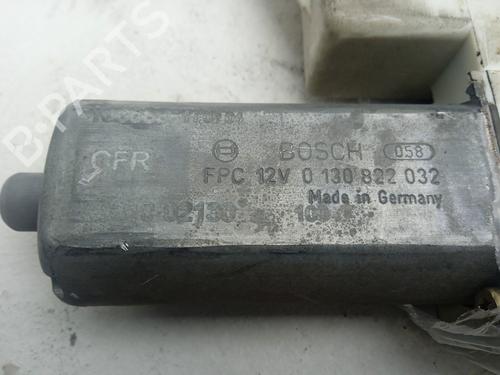 CFR
BOSCH 058
FPC 12V 0 130 822 032
Made in Germany
B-PARTS